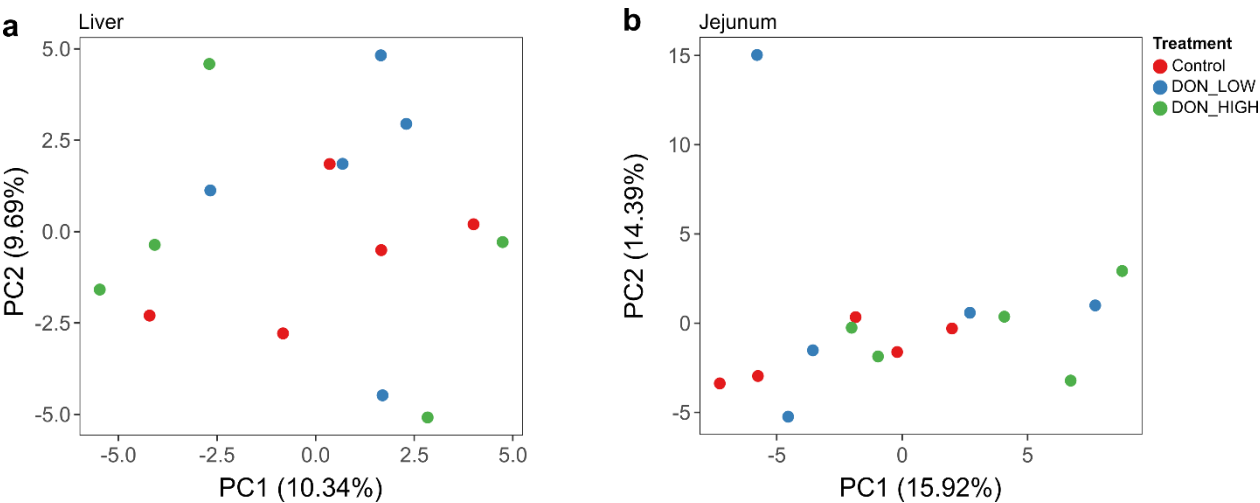 a
Liver
5.0
2.5
0.0
-2.5
-5.0
PC2 (9.69%)
-5.0 -2.5 0.0 2.5 5.0
PC1 (10.34%)
b
Jejunum
15
10
5
0
-5
PC2 (14.39%)
-5 0 5
PC1 (15.92%)
Treatment
Control
DON_LOW
DON_HIGH